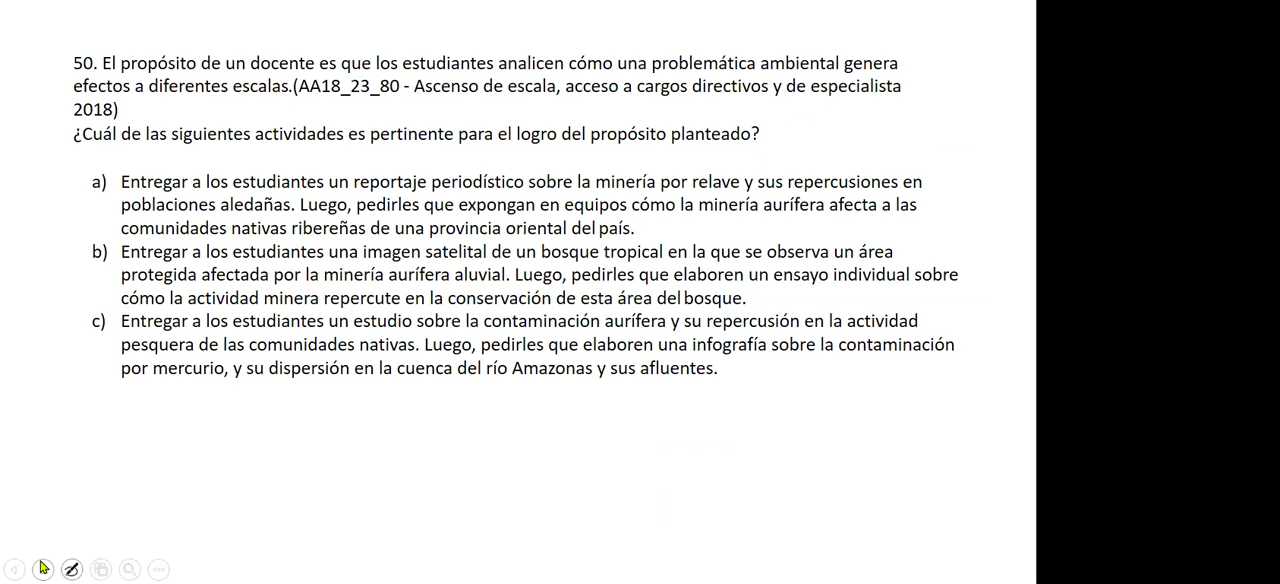 50. El propósito de un docente es que los estudiantes analicen cómo una problemática ambiental genera
efectos a diferentes escalas.(AA18_23_80 - Ascenso de escala, acceso a cargos directivos y de especialista
2018)
¿Cuál de las siguientes actividades es pertinente para el logro del propósito planteado?
a) Entregar a los estudiantes un reportaje periodístico sobre la minería por relave y sus repercusiones en
poblaciones aledañas. Luego, pedirles que expongan en equipos cómo la minería aurífera afecta a las
comunidades nativas ribereñas de una provincia oriental del país.
b) Entregar a los estudiantes una imagen satelital de un bosque tropical en la que se observa un área
protegida afectada por la minería aurífera aluvial. Luego, pedirles que elaboren un ensayo individual sobre
cómo la actividad minera repercute en la conservación de esta área del bosque.
c) Entregar a los estudiantes un estudio sobre la contaminación aurífera y su repercusión en la actividad
pesquera de las comunidades nativas. Luego, pedirles que elaboren una infografía sobre la contaminación
por mercurio, y su dispersión en la cuenca del río Amazonas y sus afluentes.